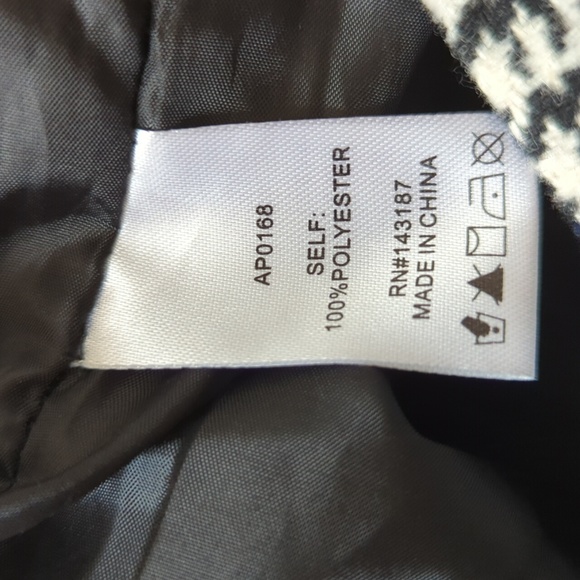 AP0168
SELF:
100%POLYESTER
RN#143187
MADE IN CHINA